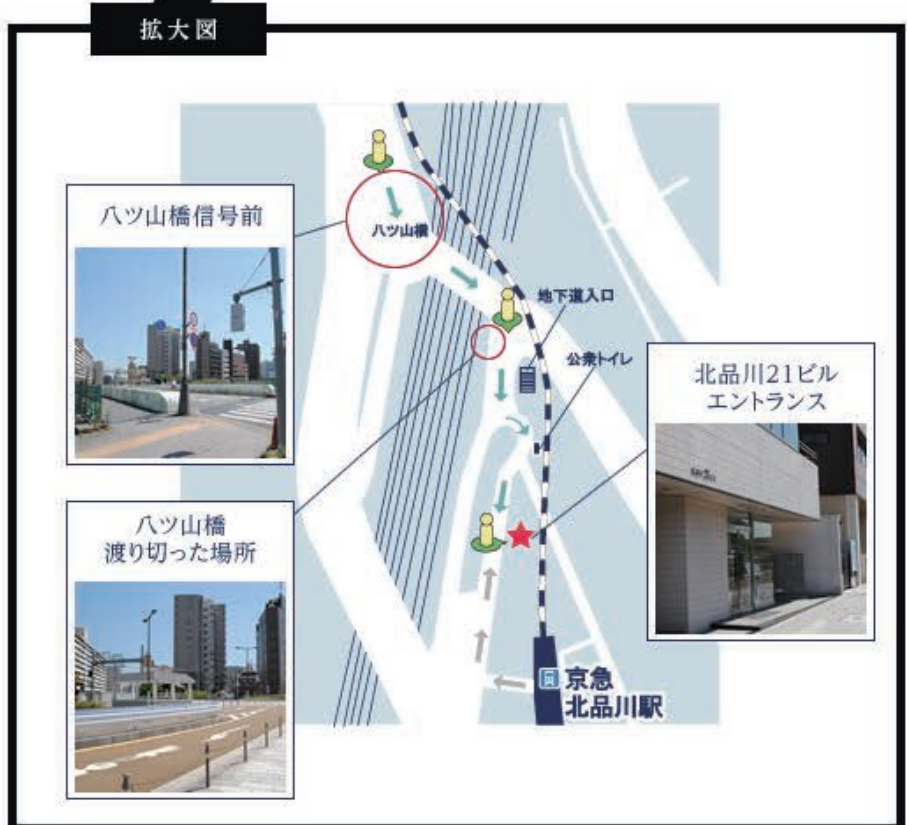 拡大図
八ツ山橋信号前
八ツ山橋
地下道入口
公衆トイレ
北品川21ビル
エントランス
八ツ山橋
渡り切った場所
京急
北品川駅